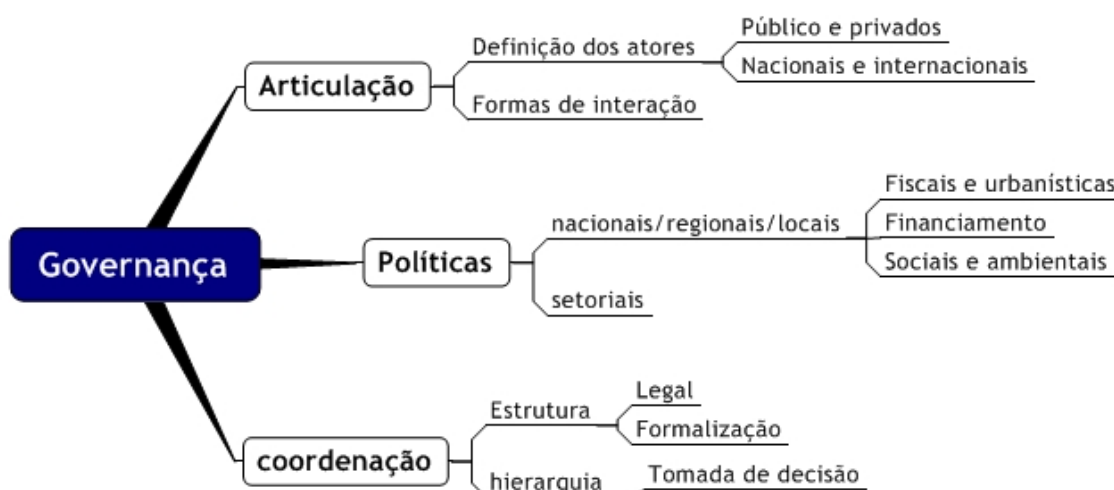 Governança
Articulação
Definição dos atores
Público e privados
Nacionais e internacionais
Formas de interação
Políticas
nacionais/regionais/locais
Fiscais e urbanísticas
Financiamento
Sociais e ambientais
setoriais
coordenação
Estrutura
Legal
Formalização
hierarquia
Tomada de decisão